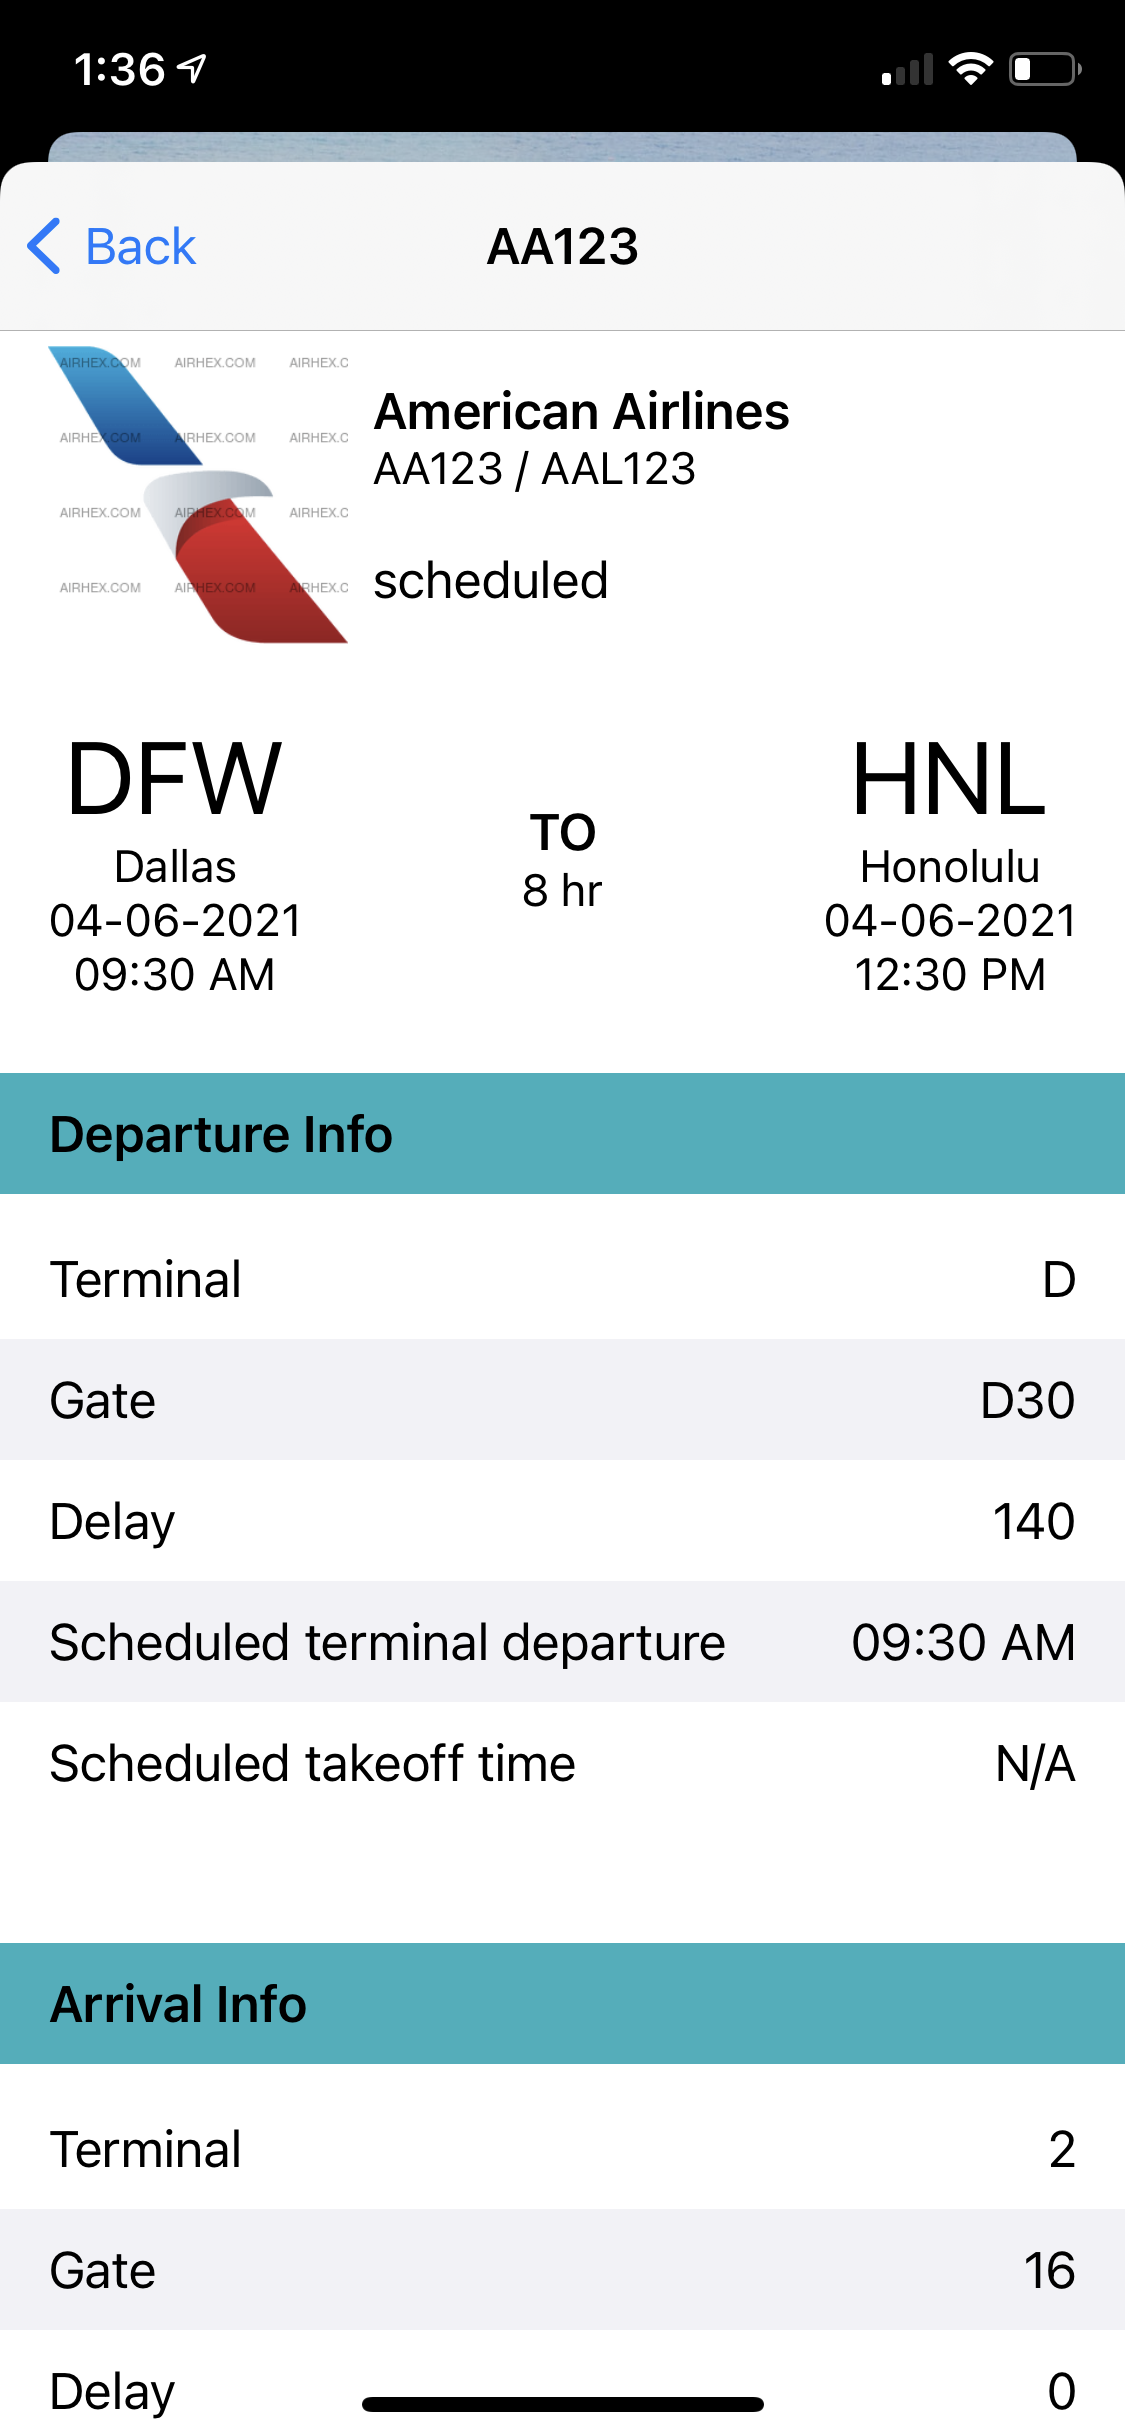 1:36
Back
AA123
AIRHEX.COM AIRHEX.COM AIRHEX.C
AIRHEX.COM AIRHEX.COM AIRHEX.C
AIRHEX.COM AIRHEX.COM AIRHEX.C
AIRHEX.COM AIRHEX.COM AIRHEX.C
American Airlines
AA123 / AAL123
scheduled
DFW
Dallas
04-06-2021
09:30 AM
TO
8 hr
HNL
Honolulu
04-06-2021
12:30 PM
Departure Info
Terminal D
Gate D30
Delay 140
Scheduled terminal departure 09:30 AM
Scheduled takeoff time N/A
Arrival Info
Terminal 2
Gate 16
Delay 0